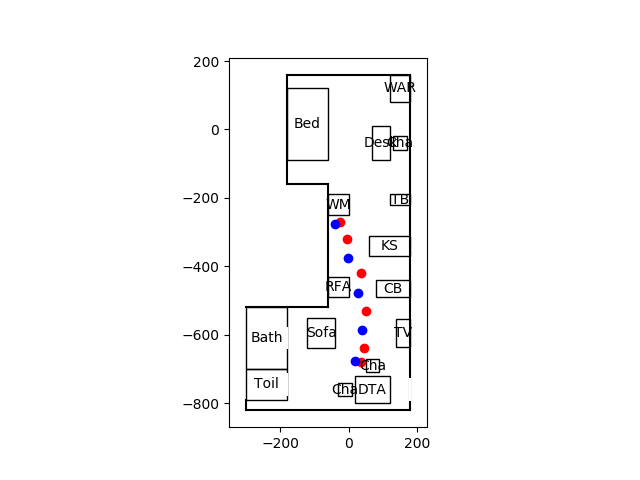 200
0
−200
−400
−600
−800
−200
0
200
WAR
Bed
Desk
Cha
TB
WM
KS
RFA
CB
Sofa
TV
Bath
Cha
Toil
Cha
DTA